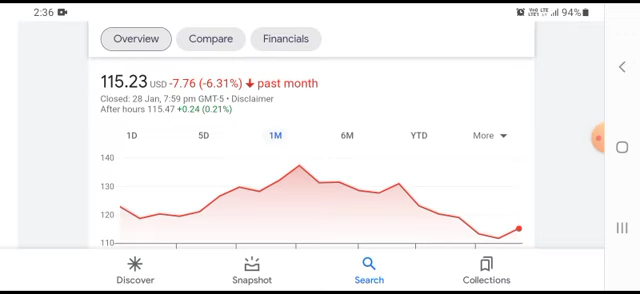 2:36 94%
Overview Compare Financials
115.23 USD -7.76 (-6.31%) past month
Closed: 28 Jan, 7:59 pm GMT-5 • Disclaimer
After hours 115.47 +0.24 (0.21%)
1D 5D 1M 6M YTD More
140
130
120
110
Discover Snapshot Search Collections